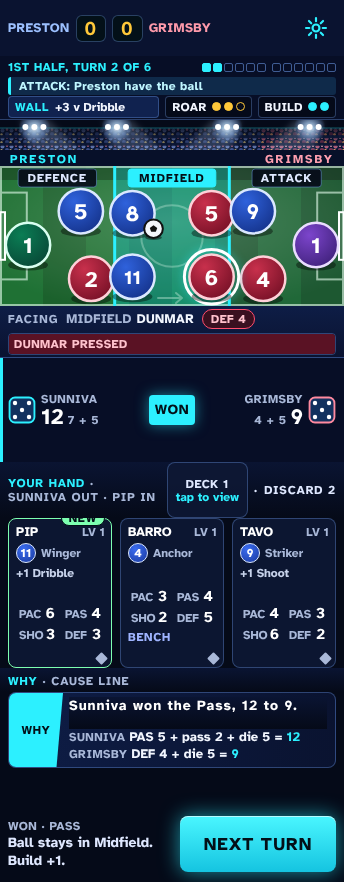 PRESTON 0 0 GRIMSBY
1ST HALF, TURN 2 OF 6
ATTACK: Preston have the ball
WALL +3 v Dribble ROAR BUILD
PRESTON GRIMSBY
DEFENCE MIDFIELD ATTACK
5 8 5 9
1 1
2 11 6 4
FACING MIDFIELD DUNMAR DEF 4
DUNMAR PRESSED
SUNNIVA WON GRIMSBY
12 7 + 5 4 + 5 9
YOUR HAND ·
SUNNIVA OUT · PIP IN
DECK 1
tap to view
· DISCARD 2
NEW
PIP LV 1
11 Winger
+1 Dribble
PAC 6 PAS 4
SHO 3 DEF 3
BARRO LV 1
4 Anchor
PAC 3 PAS 4
SHO 2 DEF 5
BENCH
TAVO LV 1
9 Striker
+1 Shoot
PAC 4 PAS 3
SHO 6 DEF 2
WHY · CAUSE LINE
WHY
Sunniva won the Pass, 12 to 9.
SUNNIVA PAS 5 + pass 2 + die 5 = 12
GRIMSBY DEF 4 + die 5 = 9
WON · PASS
Ball stays in Midfield.
Build +1.
NEXT TURN